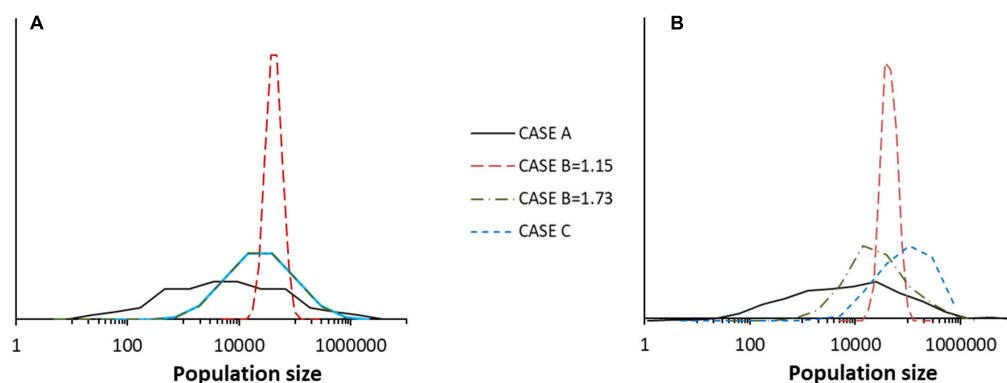 A
1
100
10000
1000000
Population size
CASE A
CASE B=1.15
CASE B=1.73
CASE C
B
1
100
10000
1000000
Population size